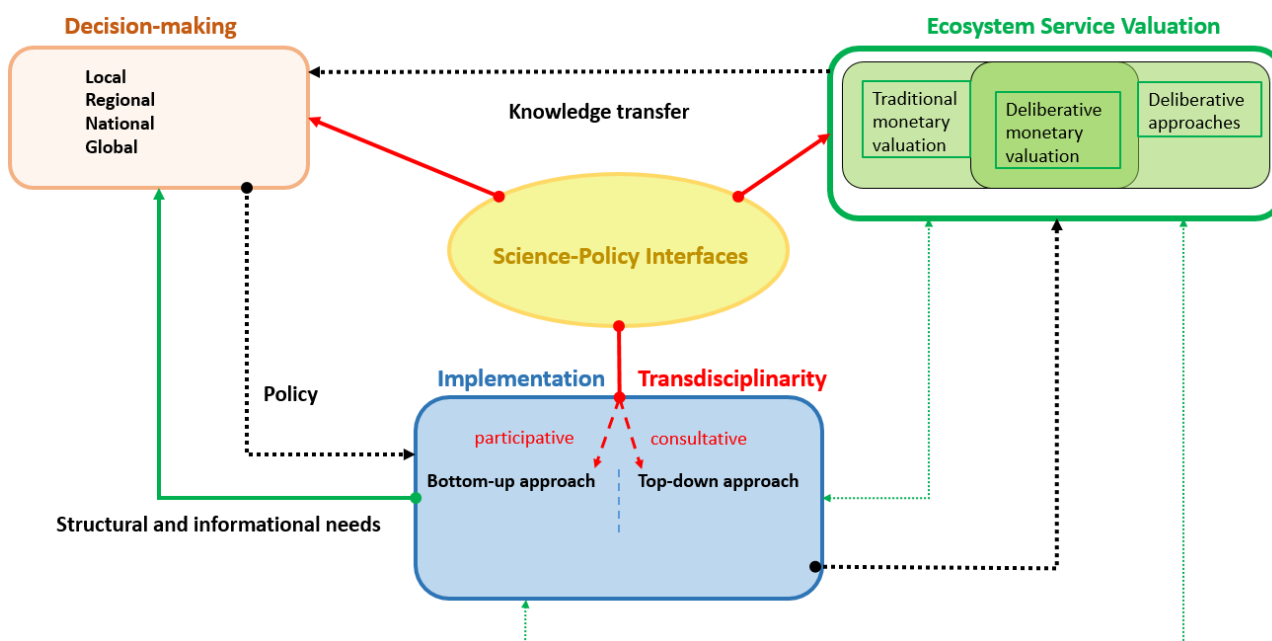 Decision-making
Ecosystem Service Valuation
Local
Regional
National
Global
Knowledge transfer
Traditional
monetary
valuation
Deliberative
monetary
valuation
Deliberative
approaches
Science-Policy Interfaces
Implementation
Transdisciplinarity
Policy
participative
consultative
Bottom-up approach
Top-down approach
Structural and informational needs